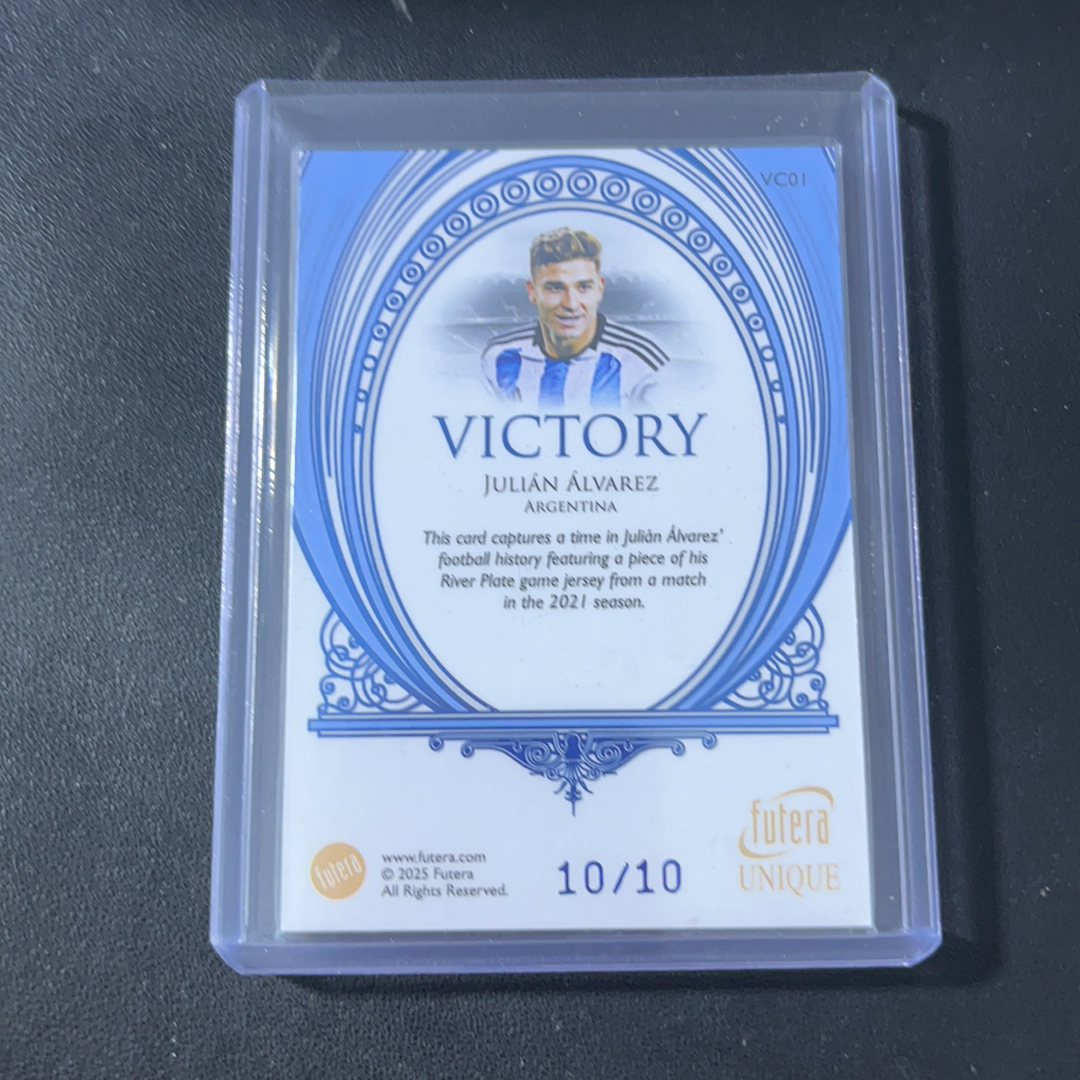 VC01
VICTORY
JULIÁN ÁLVAREZ
ARGENTINA
This card captures a time in Julián Álvarez'
football history featuring a piece of his
River Plate game jersey from a match
in the 2021 season.
futera
www.futera.com
© 2025 Futera
All Rights Reserved.
10/10
futera
UNIQUE